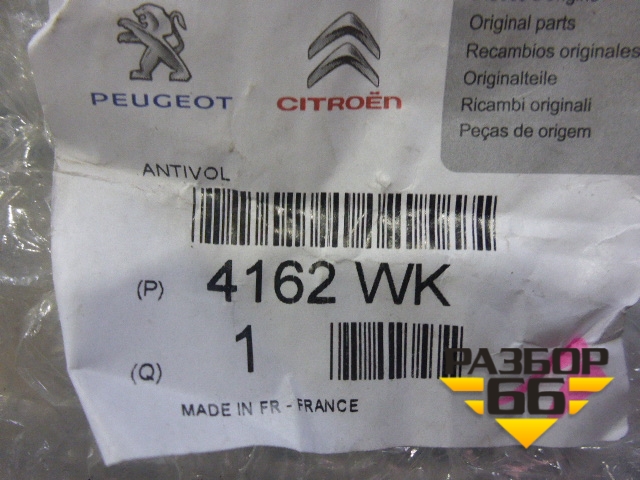 PEUGEOT
CITROËN
Original parts
Recambios originales
Originalteile
Ricambi originali
Peças de origem
ANTIVOL
(P) 4162 WK
(Q) 1
MADE IN FR - FRANCE
РАЗБОР
66